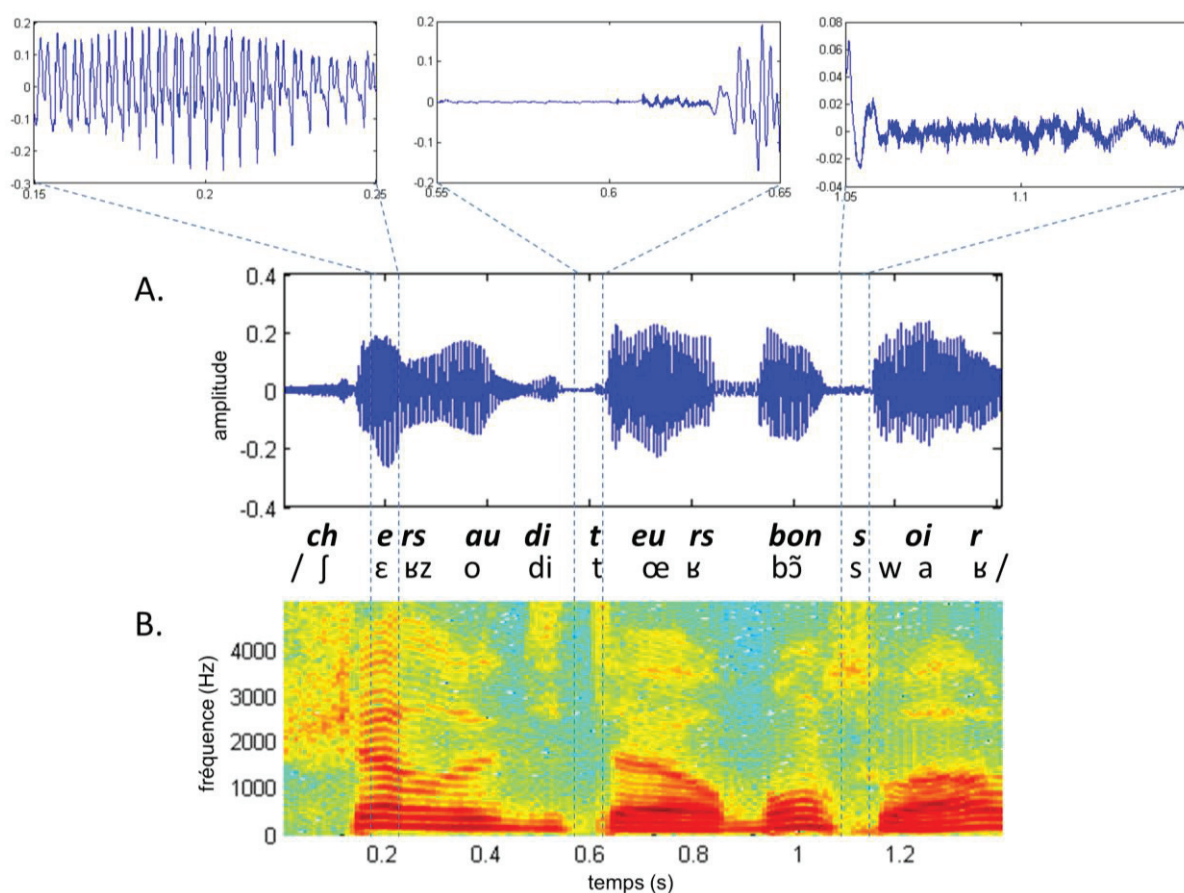 0.2
0.1
0
-0.1
-0.2
-0.3
0.15 0.2 0.25
0.2
0.1
0
-0.1
-0.2
0.55 0.6 0.65
0.08
0.06
0.04
0.02
0
-0.02
-0.04
1.05 1.1
A.
amplitude
0.4
0.2
0
-0.2
-0.4
ch e rs au di t eu rs bon s oi r
/ ʃ ɛ ʁz o di t œ ʁ bɔ̃ s w a ʁ /
B.
fréquence (Hz)
4000
3000
2000
1000
0
0.2 0.4 0.6 0.8 1 1.2
temps (s)